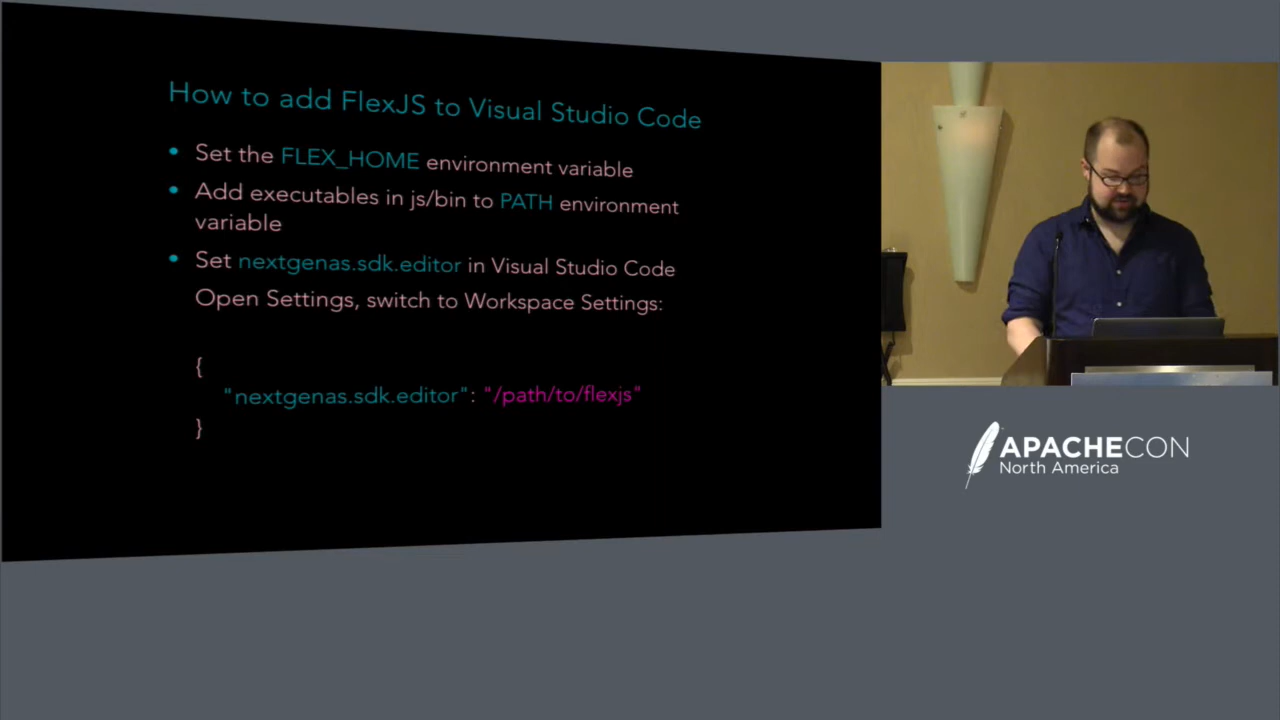 How to add FlexJS to Visual Studio Code
• Set the FLEX_HOME environment variable
• Add executables in js/bin to PATH environment
variable
• Set nextgenas.sdk.editor in Visual Studio Code
Open Settings, switch to Workspace Settings:
{
"nextgenas.sdk.editor": "/path/to/flexjs"
}
APACHECON
North America